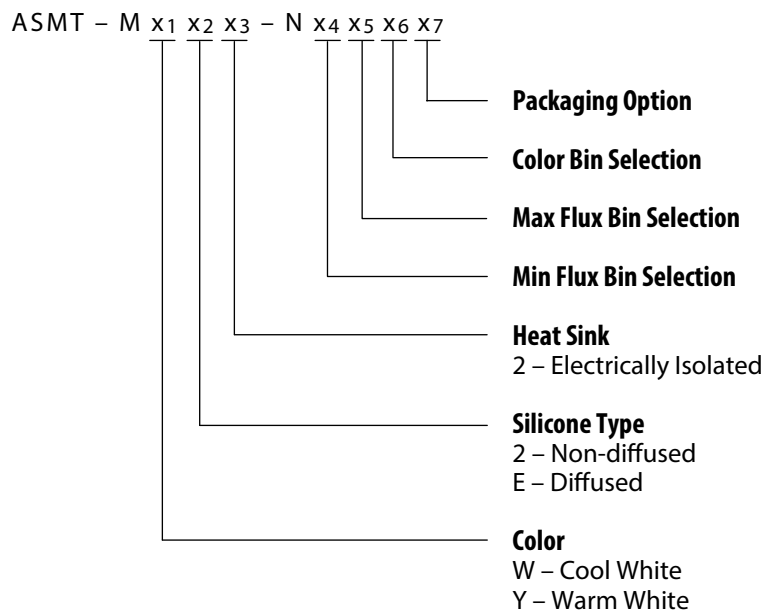 ASMT – M x1 x2 x3 – N x4 x5 x6 x7
Packaging Option
Color Bin Selection
Max Flux Bin Selection
Min Flux Bin Selection
Heat Sink
2 – Electrically Isolated
Silicone Type
2 – Non-diffused
E – Diffused
Color
W – Cool White
Y – Warm White